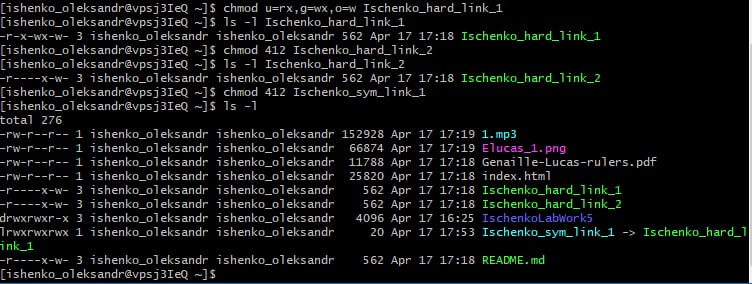 [ishenko_oleksandr@vpsj3IeQ ~]$ chmod u=rx,g=wx,o=w Ischenko_hard_link_1
[ishenko_oleksandr@vpsj3IeQ ~]$ ls -l Ischenko_hard_link_1
-r-x-wx-w- 3 ishenko_oleksandr ishenko_oleksandr 562 Apr 17 17:18 Ischenko_hard_link_1
[ishenko_oleksandr@vpsj3IeQ ~]$ chmod 412 Ischenko_hard_link_2
[ishenko_oleksandr@vpsj3IeQ ~]$ ls -l Ischenko_hard_link_2
-r----x-w- 3 ishenko_oleksandr ishenko_oleksandr 562 Apr 17 17:18 Ischenko_hard_link_2
[ishenko_oleksandr@vpsj3IeQ ~]$ chmod 412 Ischenko_sym_link_1
[ishenko_oleksandr@vpsj3IeQ ~]$ ls -l
total 276
-rw-r--r-- 1 ishenko_oleksandr ishenko_oleksandr 152928 Apr 17 17:19 1.mp3
-rw-r--r-- 1 ishenko_oleksandr ishenko_oleksandr 66874 Apr 17 17:19 Elucas_1.png
-rw-r--r-- 1 ishenko_oleksandr ishenko_oleksandr 11788 Apr 17 17:18 Genaille-Lucas-rulers.pdf
-rw-r--r-- 1 ishenko_oleksandr ishenko_oleksandr 25820 Apr 17 17:18 index.html
-r----x-w- 3 ishenko_oleksandr ishenko_oleksandr 562 Apr 17 17:18 Ischenko_hard_link_1
-r----x-w- 3 ishenko_oleksandr ishenko_oleksandr 562 Apr 17 17:18 Ischenko_hard_link_2
drwxrwxr-x 3 ishenko_oleksandr ishenko_oleksandr 4096 Apr 17 16:25 IschenkoLabWork5
lrwxrwxrwx 1 ishenko_oleksandr ishenko_oleksandr 20 Apr 17 17:53 Ischenko_sym_link_1 -> Ischenko_hard_l
ink_1
-r----x-w- 3 ishenko_oleksandr ishenko_oleksandr 562 Apr 17 17:18 README.md
[ishenko_oleksandr@vpsj3IeQ ~]$